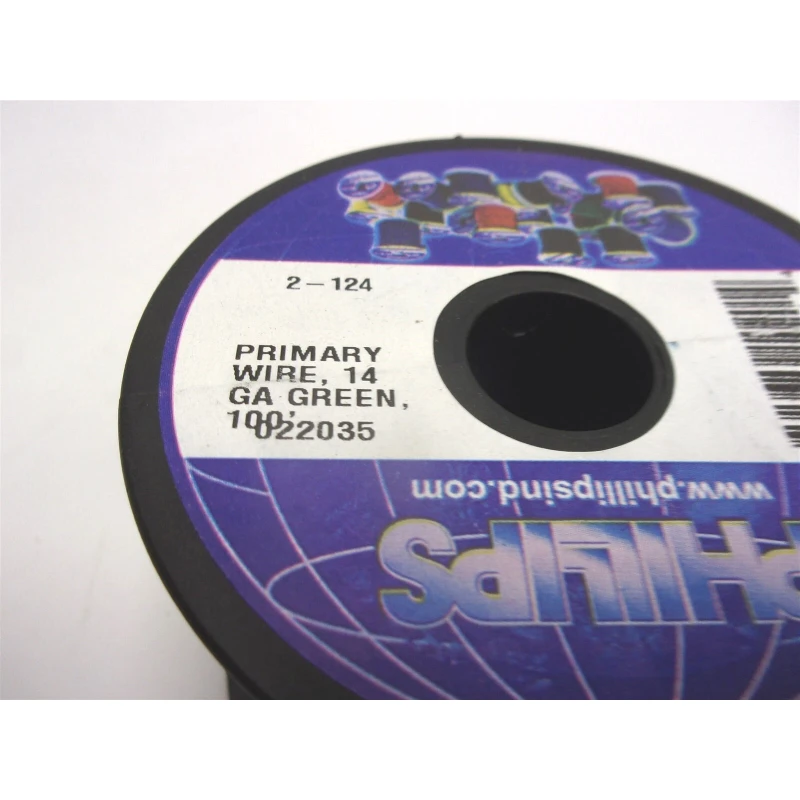 2-124
PRIMARY
WIRE, 14
GA GREEN,
100'
022035
www.phillipsind.com
PHILLIPS